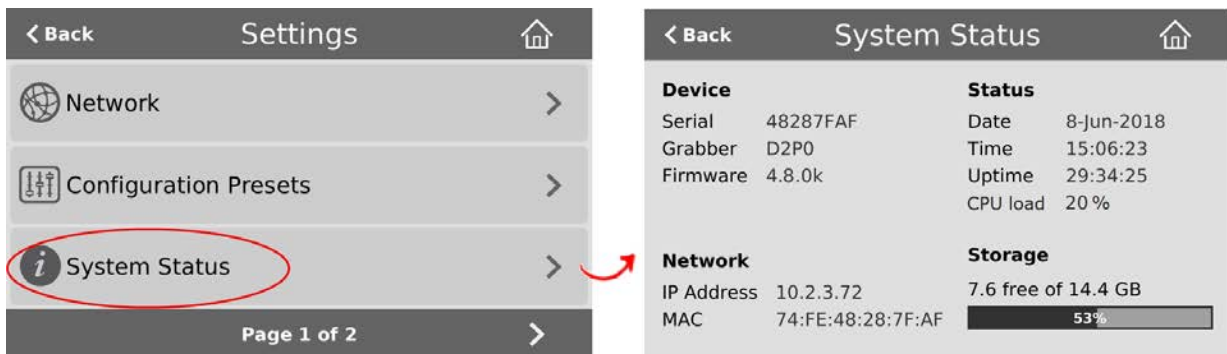 Back Settings
Network
Configuration Presets
i System Status
Page 1 of 2
Back System Status
Device
Serial 48287FAF
Grabber D2P0
Firmware 4.8.0k
Status
Date 8-Jun-2018
Time 15:06:23
Uptime 29:34:25
CPU load 20 %
Network
IP Address 10.2.3.72
MAC 74:FE:48:28:7F:AF
Storage
7.6 free of 14.4 GB
53%